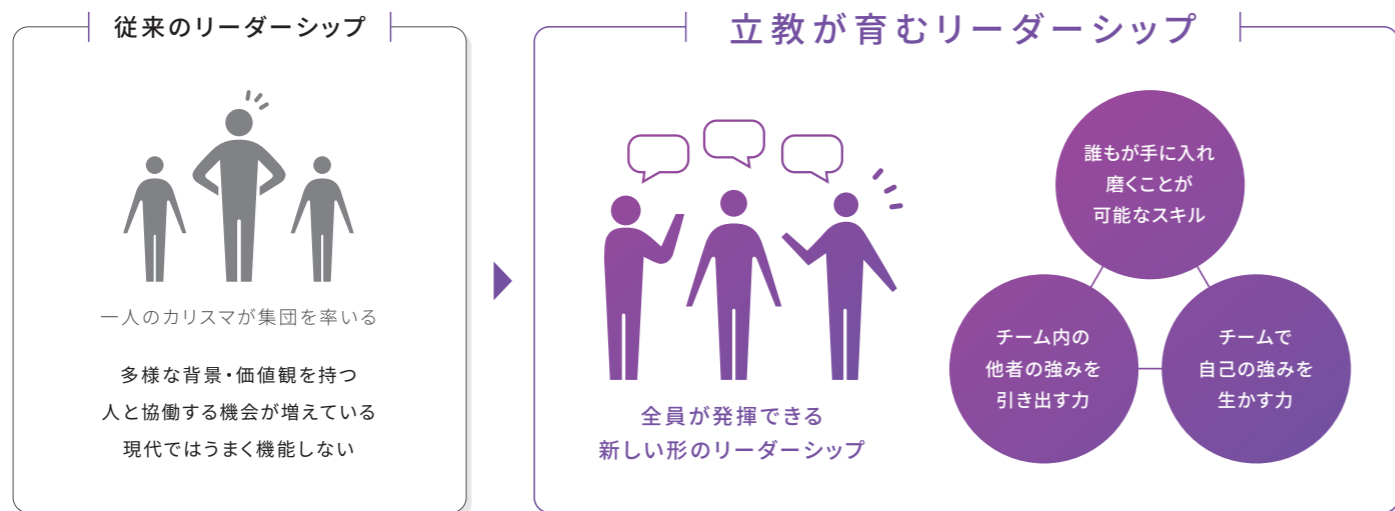 従来のリーダーシップ
一人のカリスマが集団を率いる
多様な背景・価値観を持つ
人と協働する機会が増えている
現代ではうまく機能しない
立教が育むリーダーシップ
全員が発揮できる
新しい形のリーダーシップ
誰もが手に入れ
磨くことが
可能なスキル
チーム内の
他者の強みを
引き出す力
チームで
自己の強みを
生かす力